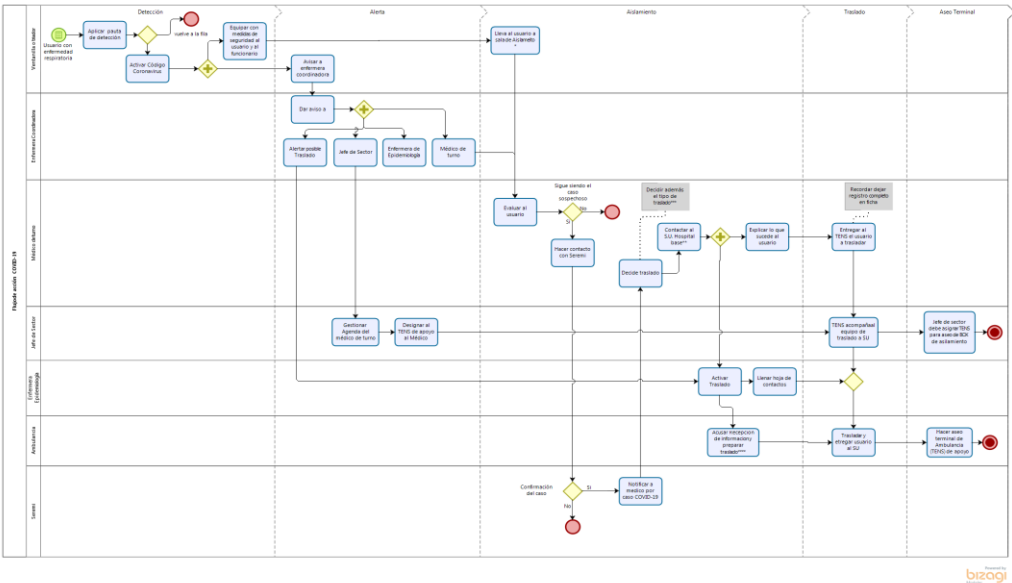 Detección
Alerta
Aislamiento
Traslado
Aseo Terminal
Flujo de acción COVID-19
Ventanilla o tótem
Usuario con
enfermedad
respiratoria
Aplicar pauta
de detección
vuelve a la fila
Activar Código
Coronavirus
Equipar con
medidas de
seguridad al
usuario y al
funcionario
Avisar a
enfermera
coordinadora
Lleva al usuario a
sala de Aislamiento
*
Enfermera Coordinadora
Dar aviso a
Alertar posible
Traslado
Jefe de Sector
Enfermera de
Epidemiología
Médico de
turno
Médico de turno
Evaluar al
usuario
Sigue siendo el
caso
sospechoso
No
Si
Hacer contacto
con Seremi
Decidir además
el tipo de
traslado**
Decide traslado
Contactar al
S.U. Hospital
base**
Explicar lo que
sucede al
usuario
Recordar dejar
registro completo
en ficha
Entregar al
TENS el usuario
a trasladar
Jefe de Sector
Gestionar
Agenda del
médico de turno
Designar al
TENS de apoyo
al Médico
TENS acompaña al
equipo de
traslado a SU
Jefe de sector
debe asignar TENS
para aseo de BOX
de aislamiento
Enfermera
Epidemiología
Activar
Traslado
Llenar hoja de
contactos
Ambulancia
Acusar Recepción
de información y
preparar
traslado***
Trasladar y
entregar usuario
al SU
Hacer aseo
terminal de
Ambulancia
(TENS) de apoyo
Seremi
Confirmación
del caso
Si
No
Notificar a
medico por
caso COVID-19
Powered by
bizagi